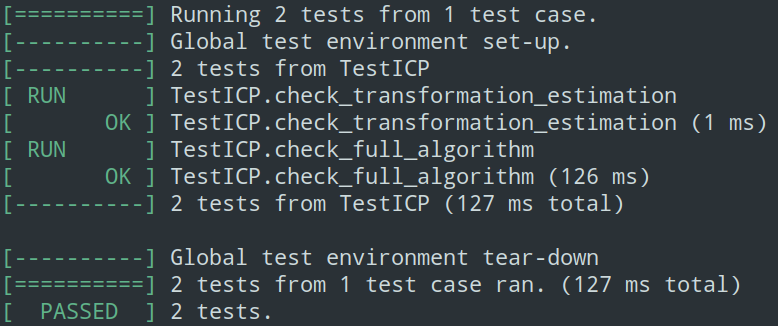 [==========] Running 2 tests from 1 test case.
[----------] Global test environment set-up.
[----------] 2 tests from TestICP
[ RUN      ] TestICP.check_transformation_estimation
[       OK ] TestICP.check_transformation_estimation (1 ms)
[ RUN      ] TestICP.check_full_algorithm
[       OK ] TestICP.check_full_algorithm (126 ms)
[----------] 2 tests from TestICP (127 ms total)

[----------] Global test environment tear-down
[==========] 2 tests from 1 test case ran. (127 ms total)
[  PASSED  ] 2 tests.